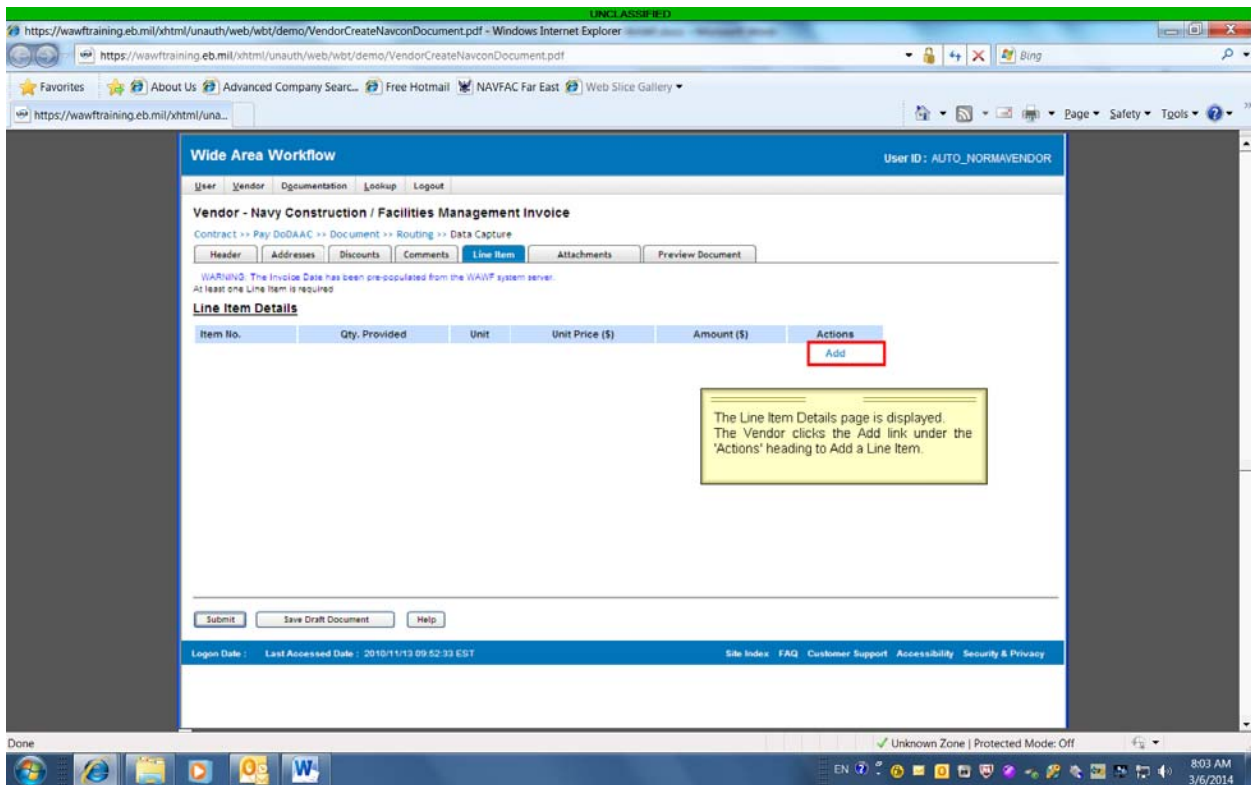 UNCLASSIFIED
https://wawftraining.eb.mil/xhtml/unauth/web/wbt/demo/VendorCreateNavconDocument.pdf - Windows Internet Explorer
https://wawftraining.eb.mil/xhtml/unauth/web/wbt/demo/VendorCreateNavconDocument.pdf
Bing
Favorites About Us Advanced Company Searc... Free Hotmail NAVFAC Far East Web Slice Gallery
https://wawftraining.eb.mil/xhtml/una...
Page Safety Tools
Wide Area Workflow
User ID : AUTO_NORMAVENDOR
User Vendor Documentation Lookup Logout
Vendor - Navy Construction / Facilities Management Invoice
Contract >> Pay DoDAAC >> Document >> Routing >> Data Capture
Header Addresses Discounts Comments Line Item Attachments Preview Document
WARNING: The Invoice Date has been pre-populated from the WAWF system server.
At least one Line Item is required
Line Item Details
Item No. Qty. Provided Unit Unit Price ($) Amount ($) Actions
Add
The Line Item Details page is displayed.
The Vendor clicks the Add link under the
'Actions' heading to Add a Line Item.
Submit Save Draft Document Help
Logon Date : Last Accessed Date : 2010/11/13 09:52:33 EST
Site Index FAQ Customer Support Accessibility Security & Privacy
Done
Unknown Zone | Protected Mode: Off
EN
8:03 AM
3/6/2014